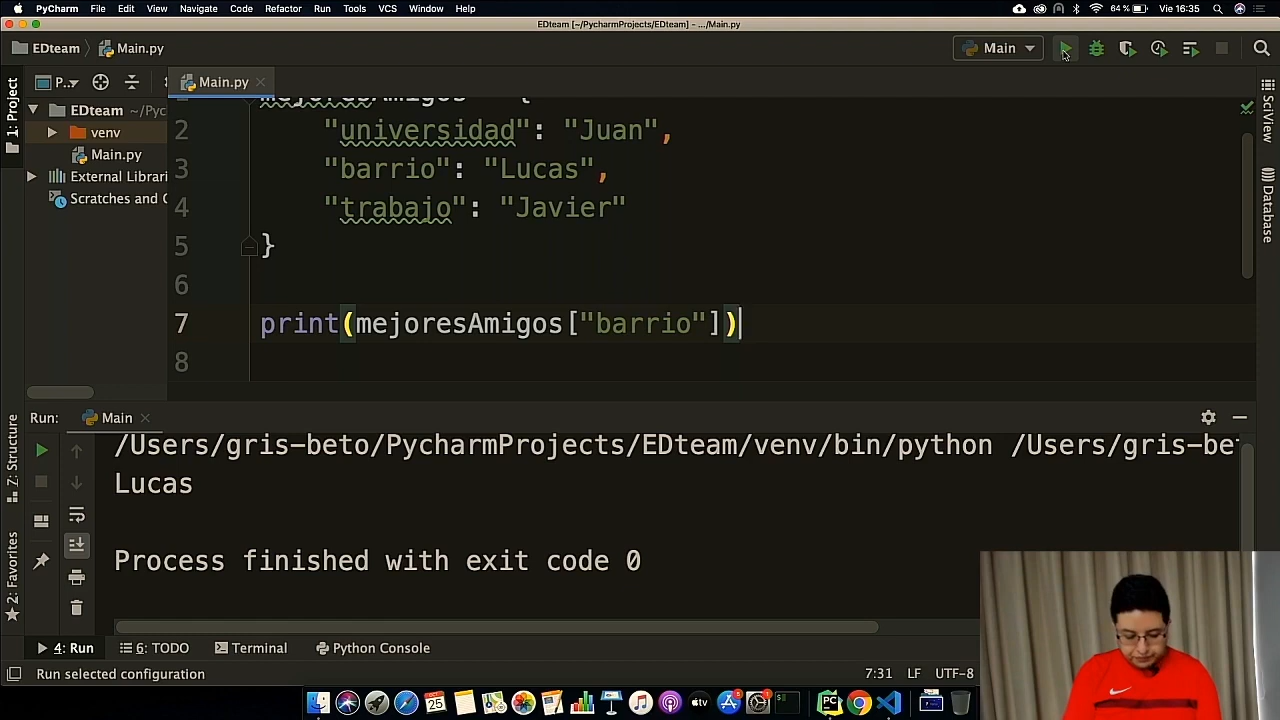 PyCharm File Edit View Navigate Code Refactor Run Tools VCS Window Help 64 % Vie 16:35
EDteam [~/PycharmProjects/EDteam] - .../Main.py
EDteam Main.py Main
1: Project
P.. Main.py
EDteam ~/Pyc
venv
Main.py
External Librari
Scratches and C
mejoresAmigos = {
2 "universidad": "Juan",
3 "barrio": "Lucas",
4 "trabajo": "Javier"
5 }
6
7 print(mejoresAmigos["barrio"])
8
SciView
Database
Run: Main
/Users/gris-beto/PycharmProjects/EDteam/venv/bin/python /Users/gris-be
Lucas
Process finished with exit code 0
Z: Structure
2: Favorites
4: Run 6: TODO Terminal Python Console
Run selected configuration 7:31 LF UTF-8
25
tv
PC